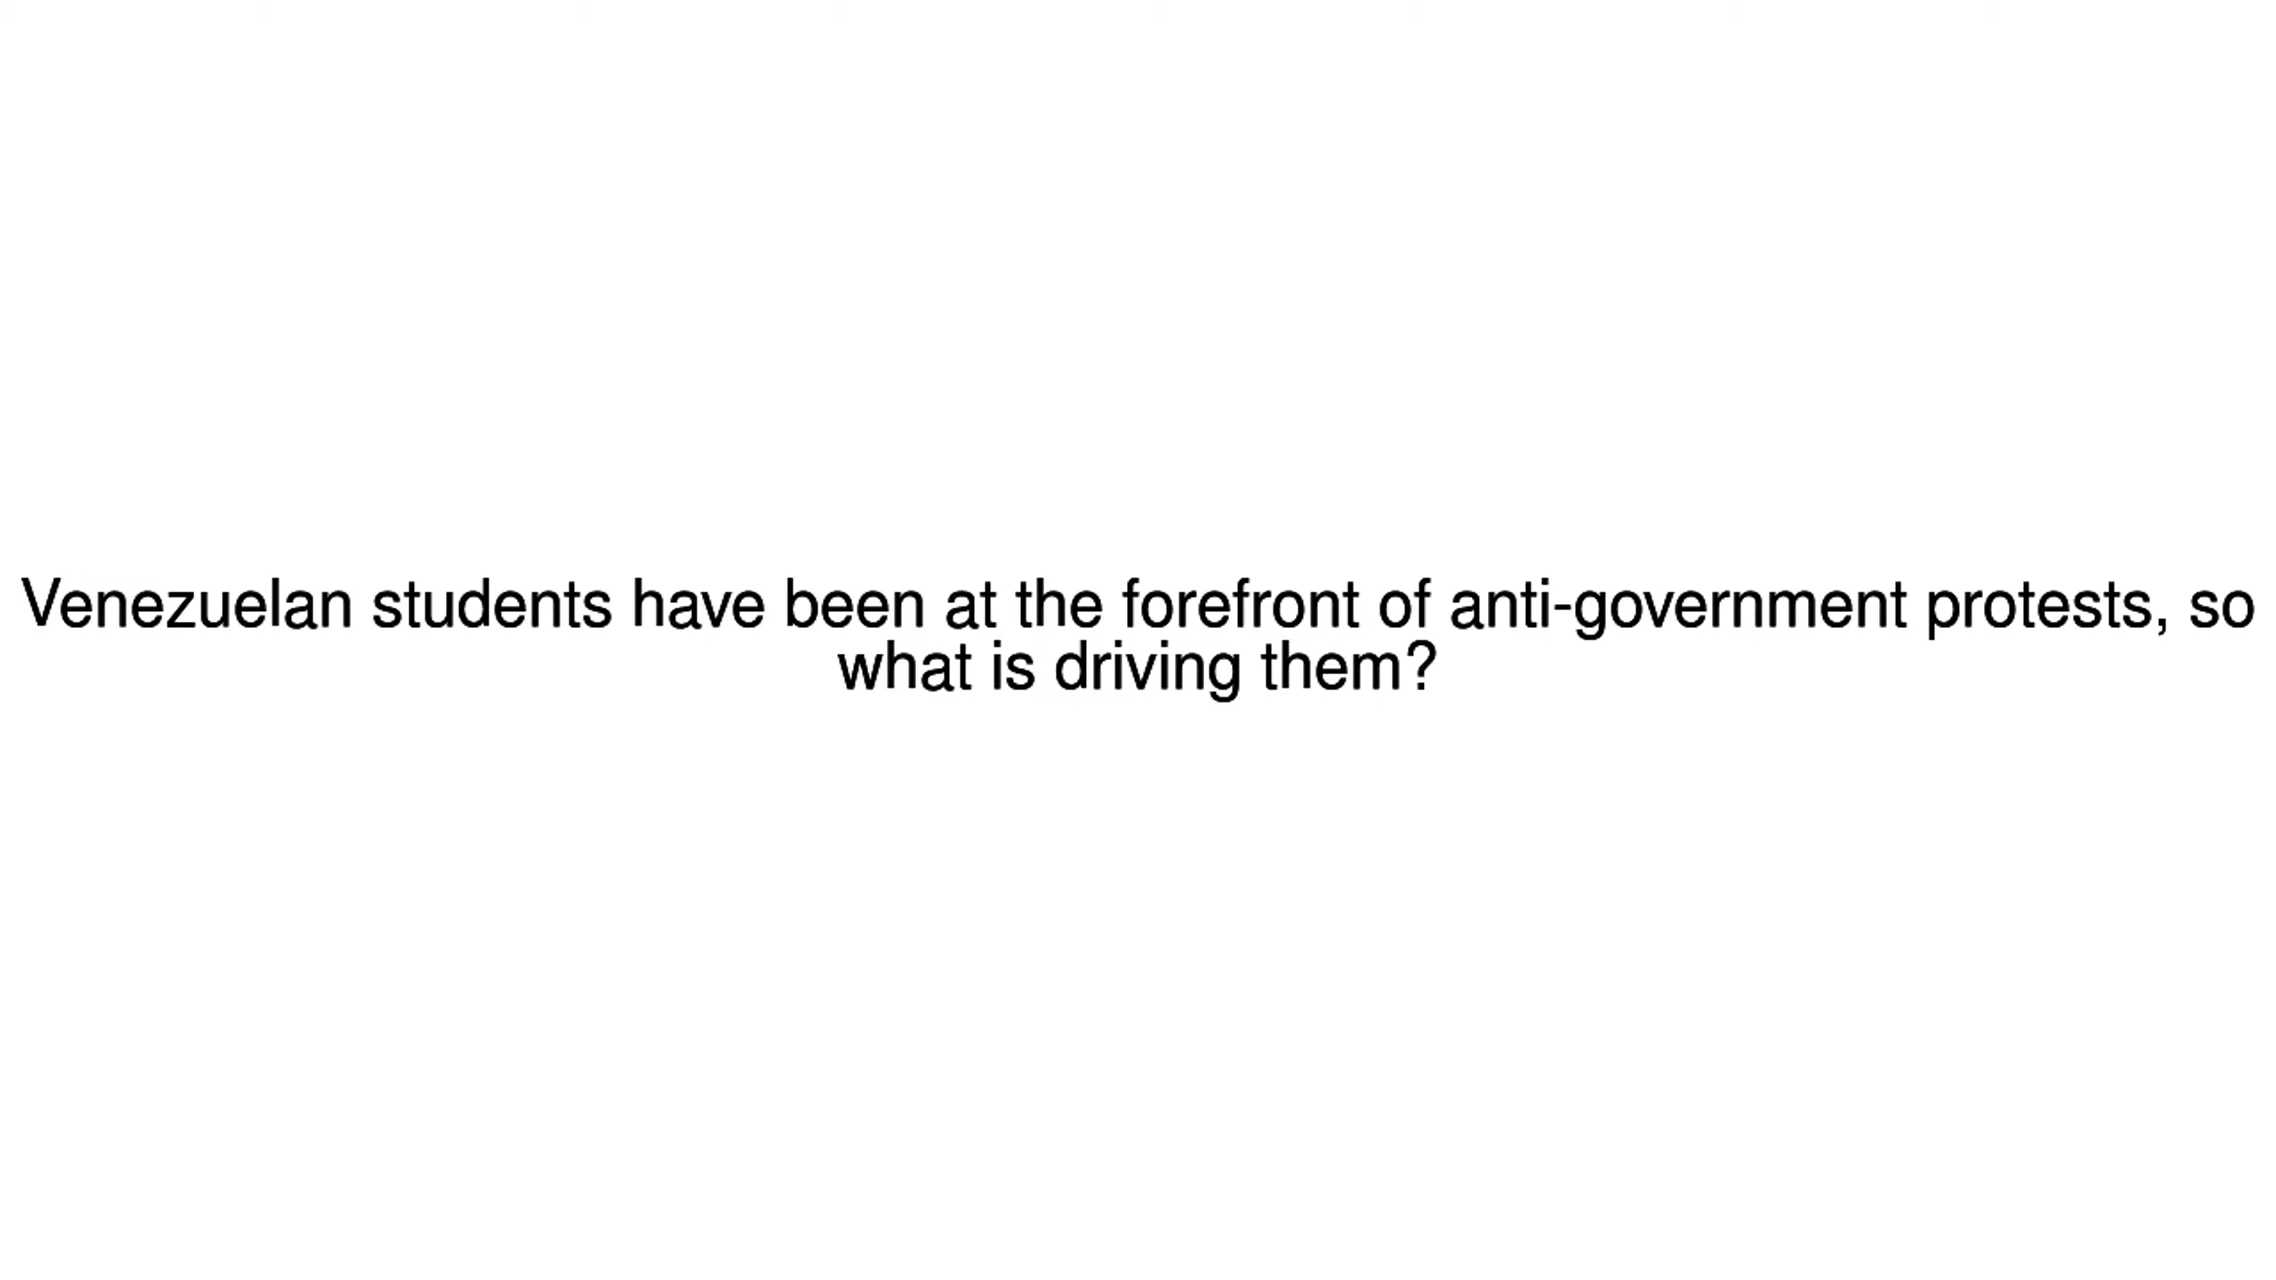 Venezuelan students have been at the forefront of anti-government protests, so
what is driving them?